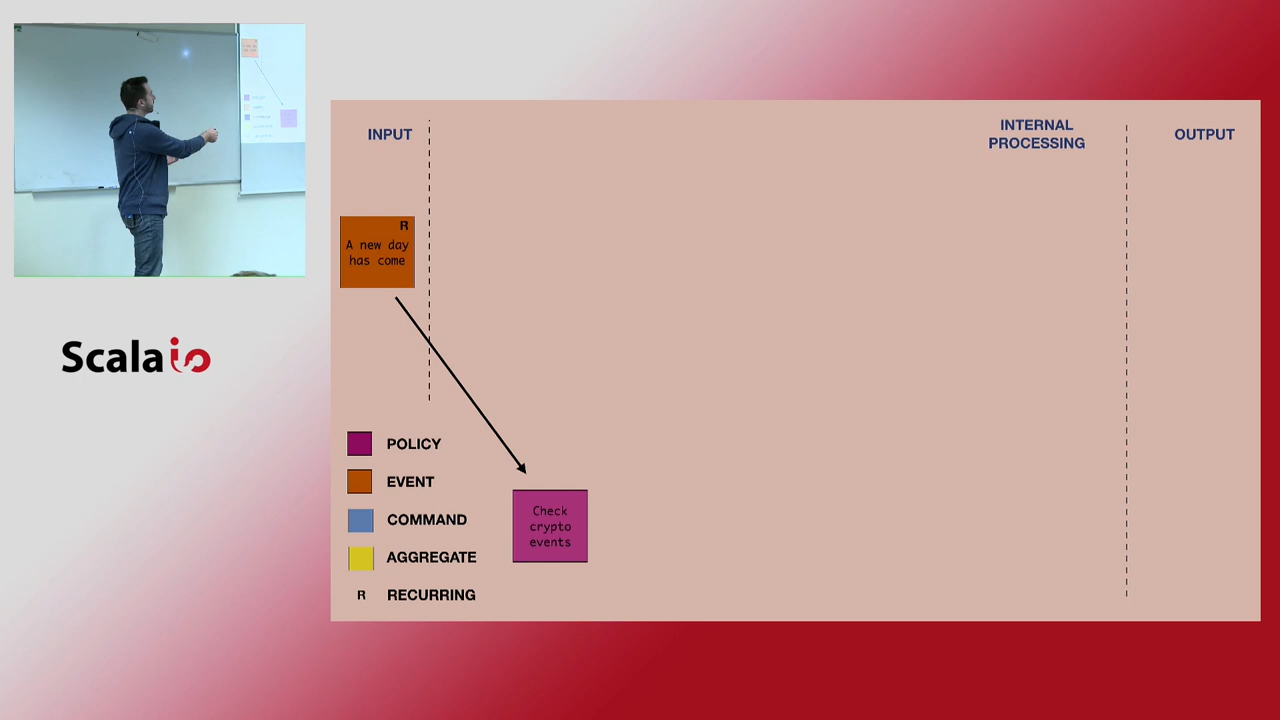 INPUT
INTERNAL
PROCESSING
OUTPUT
R
A new day
has come
Scalaio
POLICY
EVENT
COMMAND
AGGREGATE
R RECURRING
Check
crypto
events